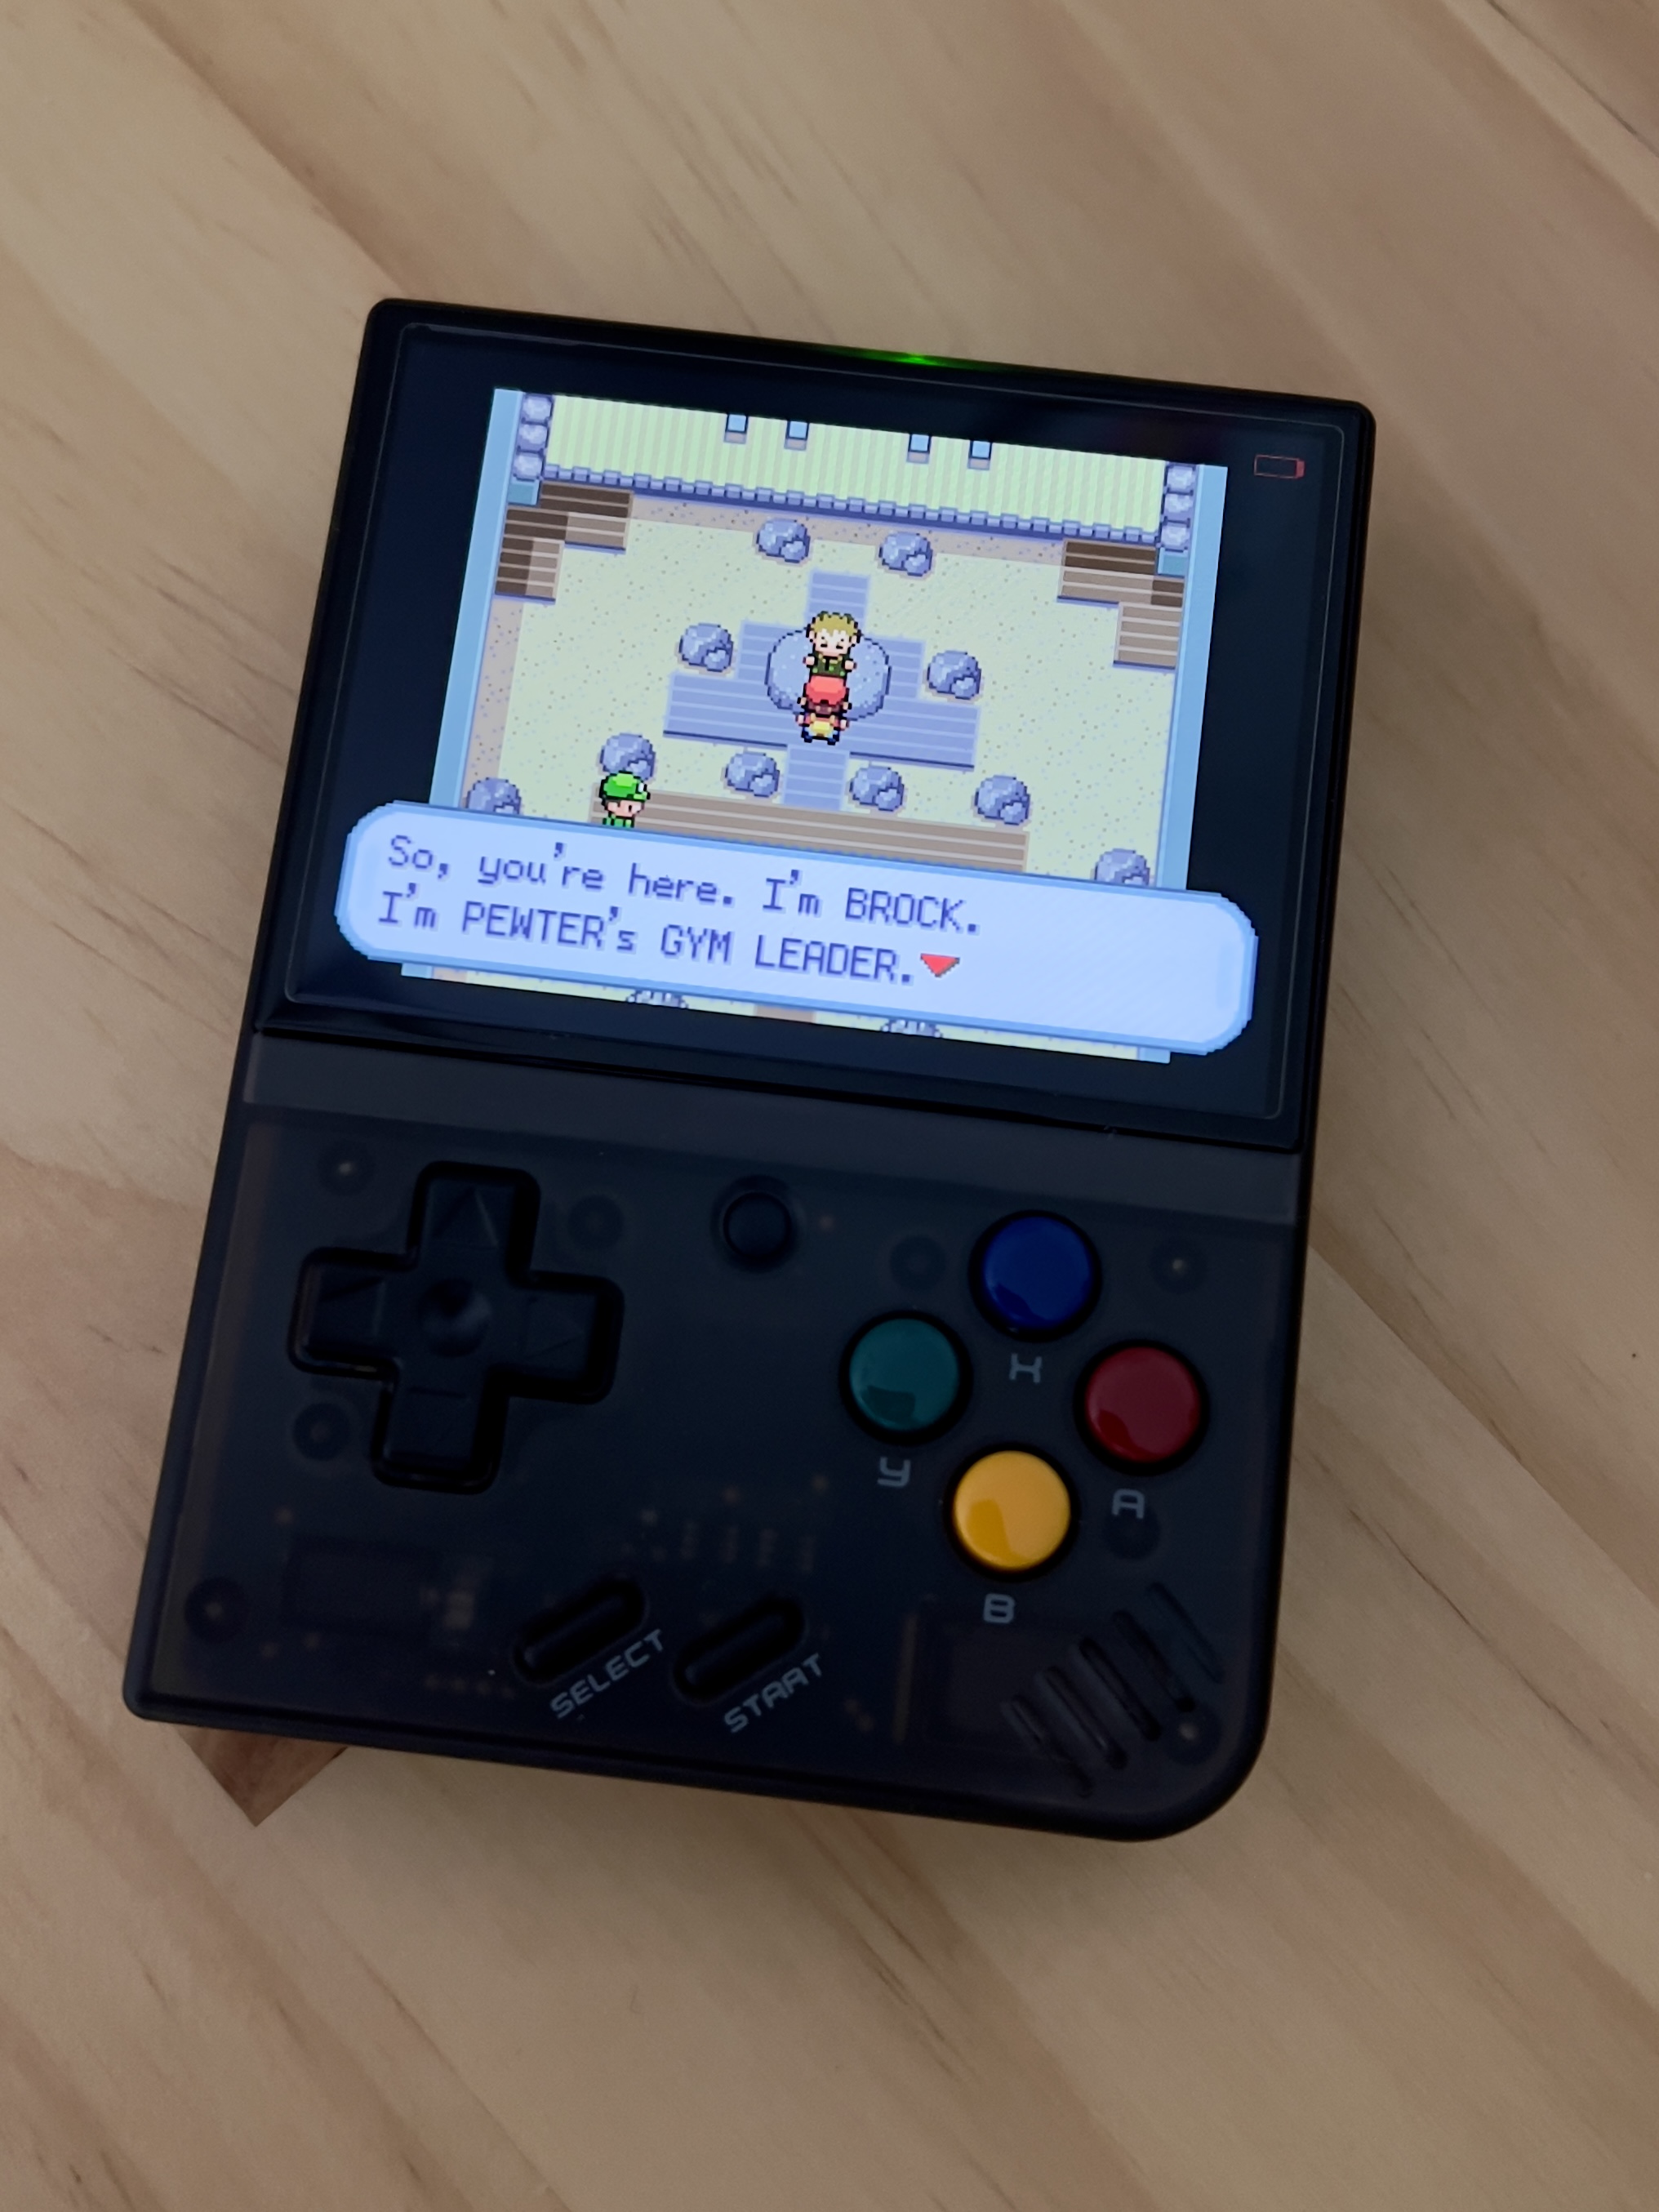 So, you're here. I'm BROCK.
I'm PEWTER's GYM LEADER.
X
Y
A
B
SELECT
START